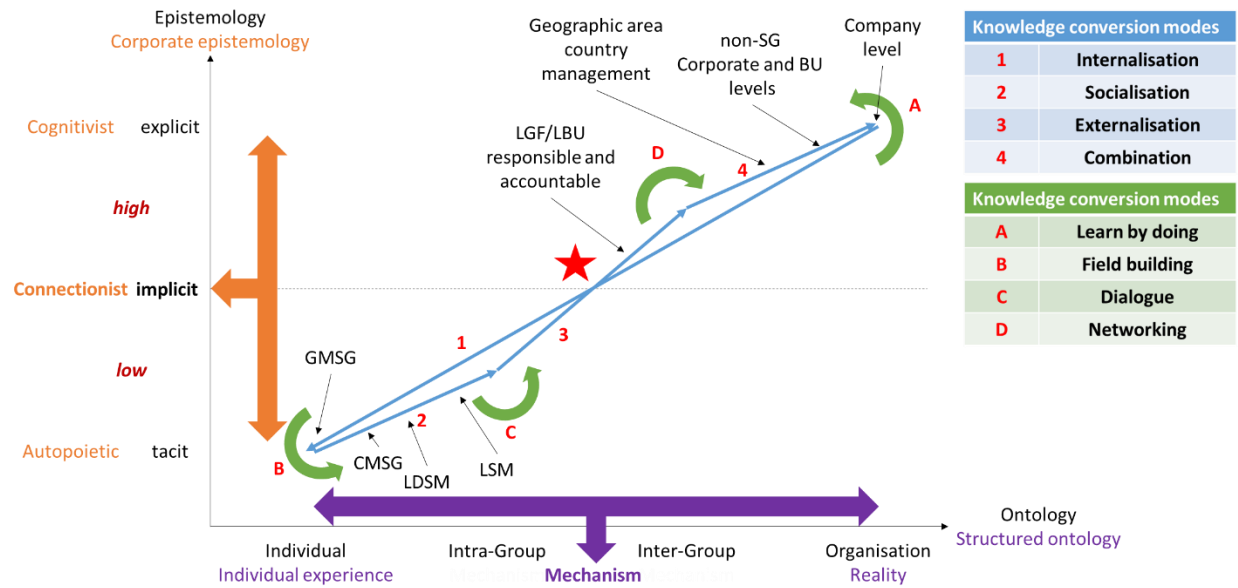 Epistemology
Corporate epistemology
Cognitivist explicit
high
Connectionist implicit
low
Autopoietic tacit
Geographic area
country
management
non-SG
Corporate and BU
levels
Company
level
A
LGF/LBU
responsible and
accountable
D
4
1
3
GMSG
2
B
CMSG
LDSM
LSM
C
Ontology
Structured ontology
Individual
Individual experience
Intra-Group
Mechanism
Inter-Group
Organisation
Reality
Knowledge conversion modes
1 Internalisation
2 Socialisation
3 Externalisation
4 Combination
Knowledge conversion modes
A Learn by doing
B Field building
C Dialogue
D Networking